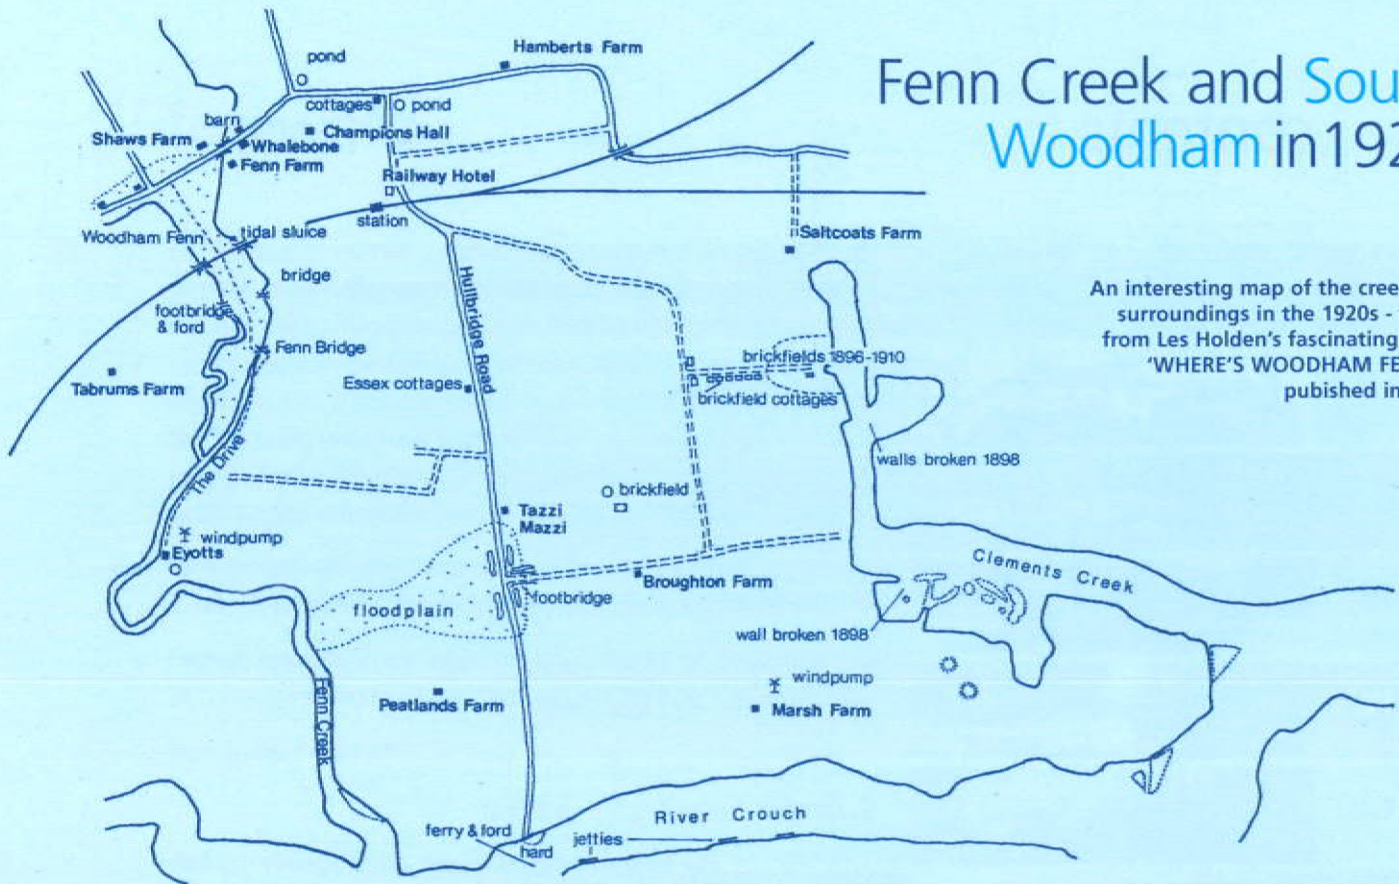 Fenn Creek and Sou
Woodham in 192
An interesting map of the cree
surroundings in the 1920s -
from Les Holden's fascinating
'WHERE'S WOODHAM FE
pubished in
pond
Hamberts Farm
cottages
pond
barn
Champions Hall
Shaws Farm
Whalebone
Fenn Farm
Railway Hotel
station
Woodham Fenn
tidal sluice
Saltcoats Farm
bridge
footbridge
& ford
Hullbridge Road
Fenn Bridge
brickfields 1896-1910
Tabrums Farm
Essex cottages
brickfield cottages
walls broken 1898
The Drive
brickfield
Tazzi
Mazzi
windpump
Eyotts
Clements Creek
Broughton Farm
floodplain
footbridge
wall broken 1898
windpump
Peatlands Farm
Marsh Farm
Fenn Creek
River Crouch
ferry & ford
hard
jetties